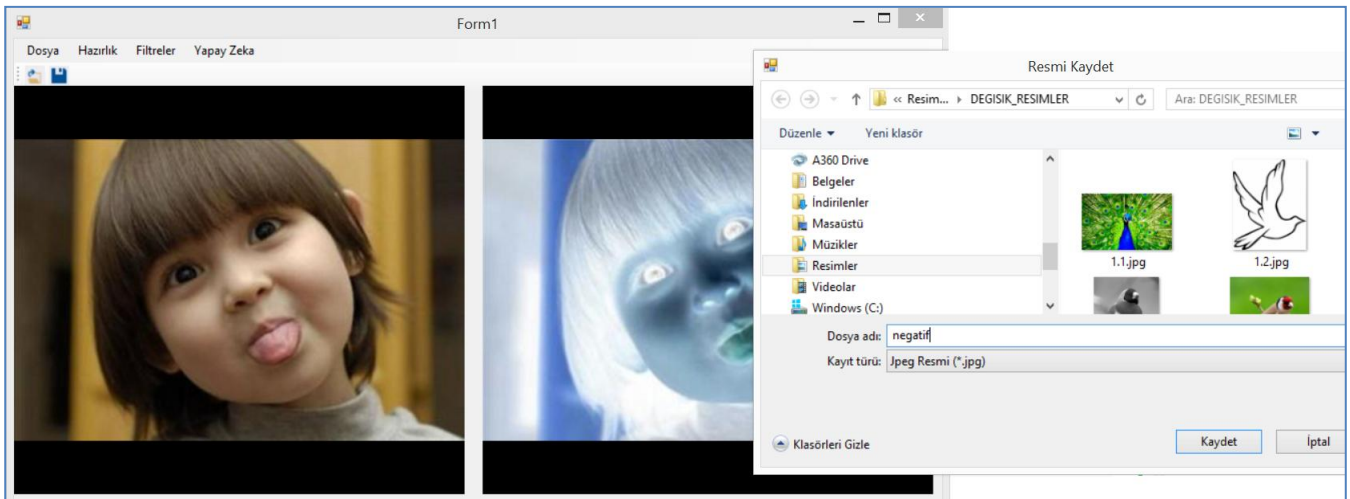 Form1
Dosya Hazırlık Filtreler Yapay Zeka
Resmi Kaydet
« Resim... DEGISIK_RESIMLER
Ara: DEGISIK_RESIMLER
Düzenle Yeni klasör
A360 Drive
Belgeler
İndirilenler
Masaüstü
Müzikler
Resimler
Videolar
Windows (C:)
1.1.jpg 1.2.jpg
Dosya adı: negatif
Kayıt türü: Jpeg Resmi (*.jpg)
Klasörleri Gizle
Kaydet İptal